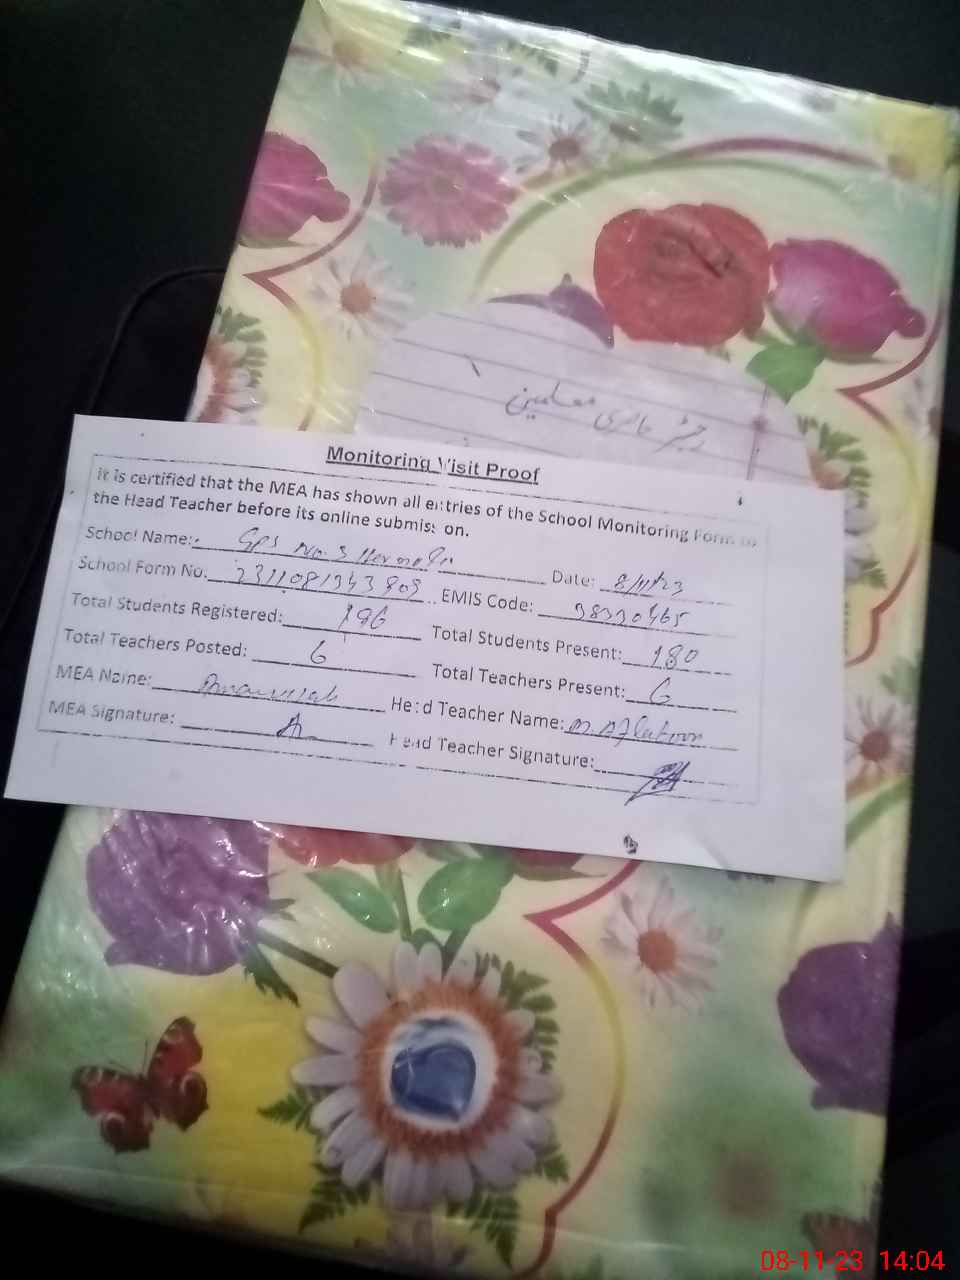 رجسٹر حاضری معلمین
Monitoring Visit Proof
It is certified that the MEA has shown all entries of the School Monitoring Form to
the Head Teacher before its online submission.
School Name: GPS No. 3 Date: 8/11/23
School Form No. EMIS Code: 38320465
Total Students Registered: 196 Total Students Present: 180
Total Teachers Posted: 6 Total Teachers Present: 6
MEA Name: Amanullah Head Teacher Name: M. Aflatoon
MEA Signature: Head Teacher Signature:
08-11-23 14:04